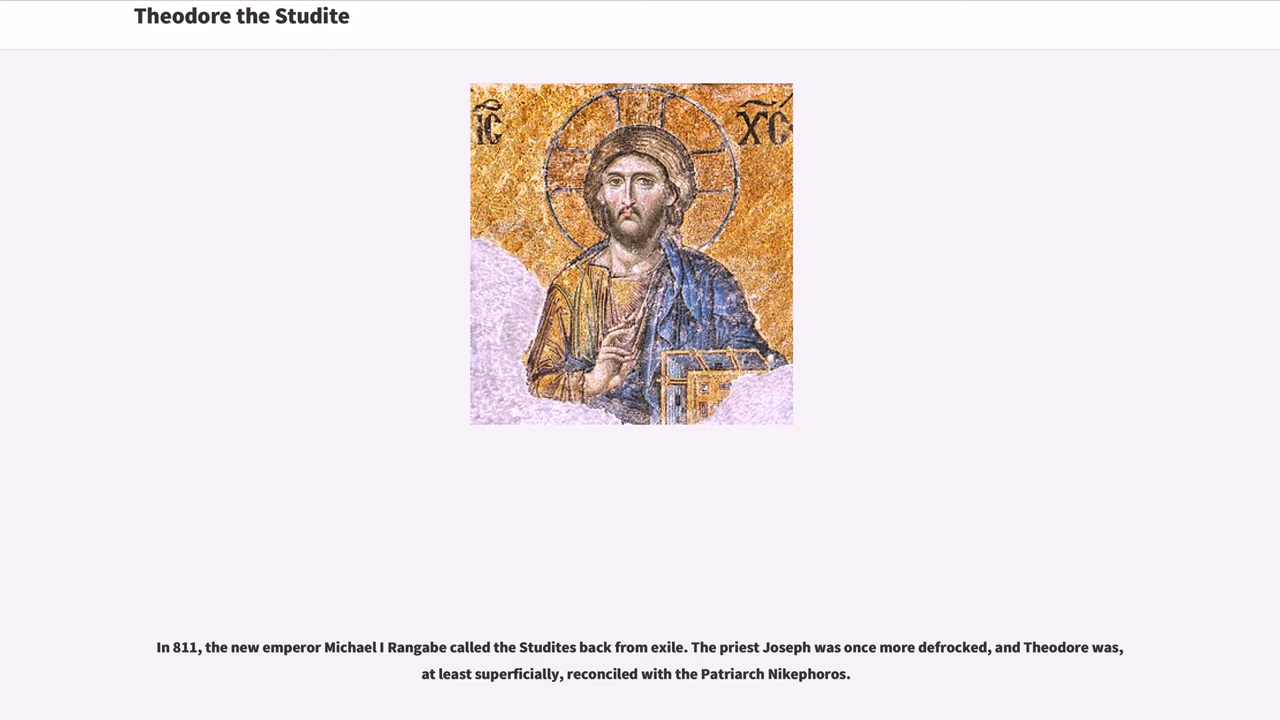 Theodore the Studite
IC XC
In 811, the new emperor Michael I Rangabe called the Studites back from exile. The priest Joseph was once more defrocked, and Theodore was,
at least superficially, reconciled with the Patriarch Nikephoros.